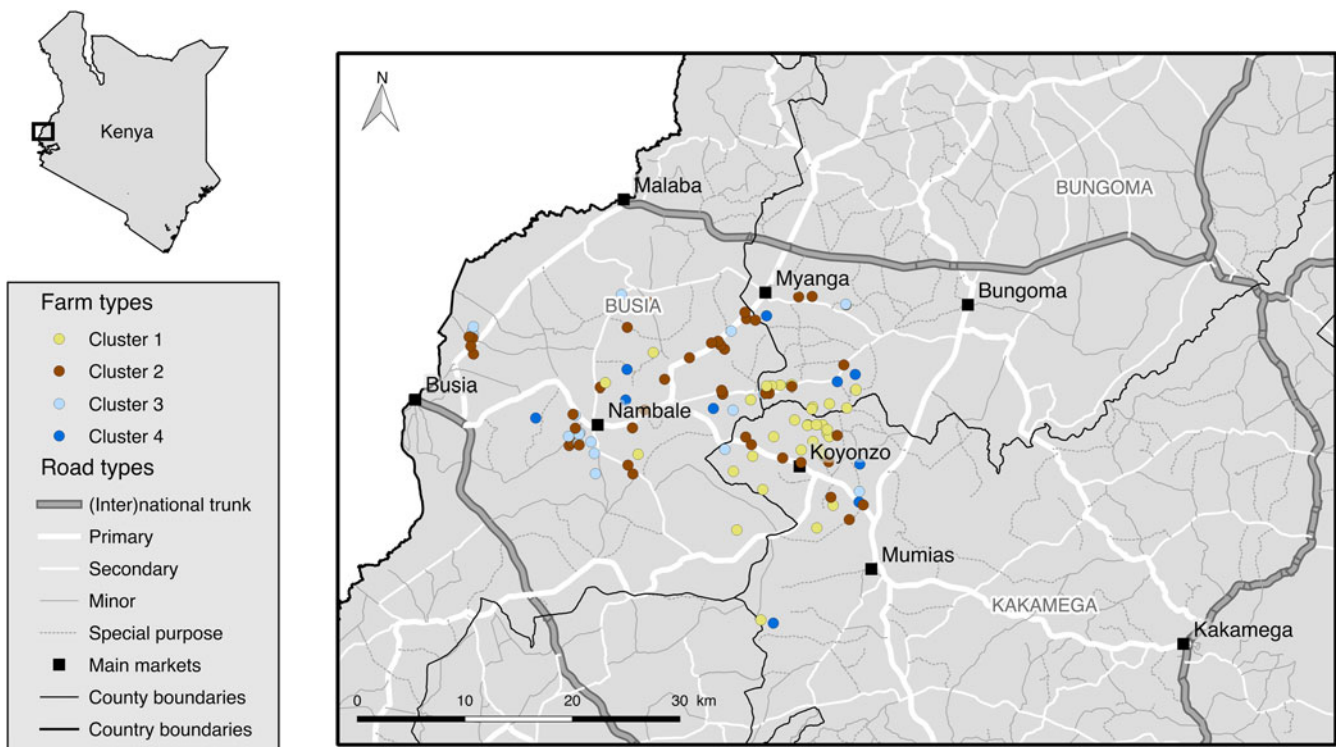 Kenya
Farm types
Cluster 1
Cluster 2
Cluster 3
Cluster 4
Road types
(Inter)national trunk
Primary
Secondary
Minor
Special purpose
Main markets
County boundaries
Country boundaries
N
Malaba
BUNGOMA
Myanga
Bungoma
BUSIA
Busia
Nambale
Koyonzo
Mumias
KAKAMEGA
Kakamega
0 10 20 30 km